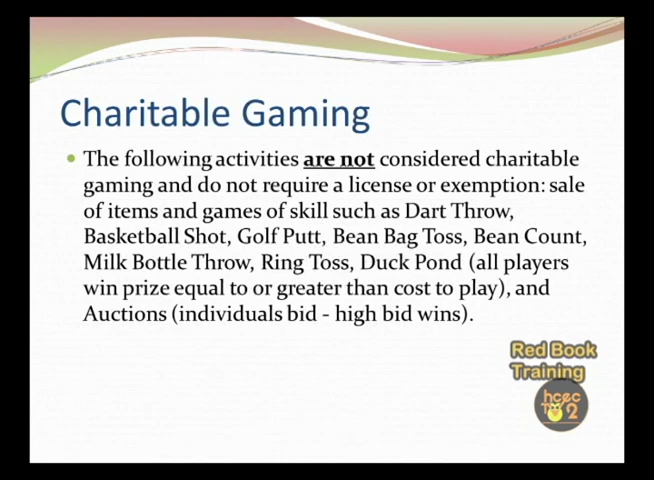 Charitable Gaming
The following activities are not considered charitable
gaming and do not require a license or exemption: sale
of items and games of skill such as Dart Throw,
Basketball Shot, Golf Putt, Bean Bag Toss, Bean Count,
Milk Bottle Throw, Ring Toss, Duck Pond (all players
win prize equal to or greater than cost to play), and
Auctions (individuals bid - high bid wins).
Red Book
Training
hcec
TV 2